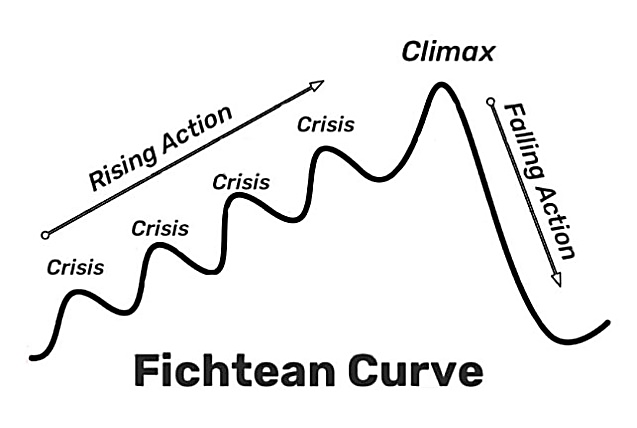 Climax
Rising Action
Falling Action
Crisis
Crisis
Crisis
Crisis
Fichtean Curve